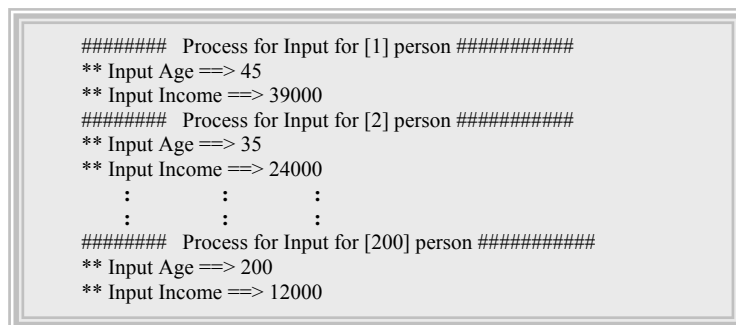 ######## Process for Input for [1] person ###########
** Input Age ==> 45
** Input Income ==> 39000
######## Process for Input for [2] person ###########
** Input Age ==> 35
** Input Income ==> 24000
: : :
: : :
######## Process for Input for [200] person ###########
** Input Age ==> 200
** Input Income ==> 12000